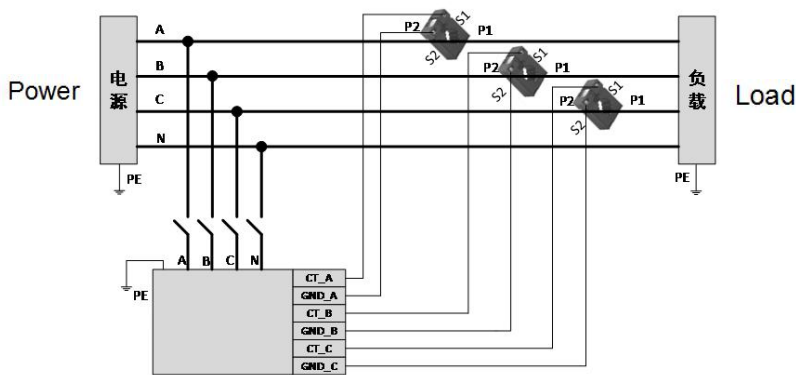 A
P2
S1
P1
S2
B
P2
S1
P1
S2
C
P2
S1
P1
S2
N
Power
电源
负载
Load
PE
PE
A B C N
PE
CT_A
GND_A
CT_B
GND_B
CT_C
GND_C